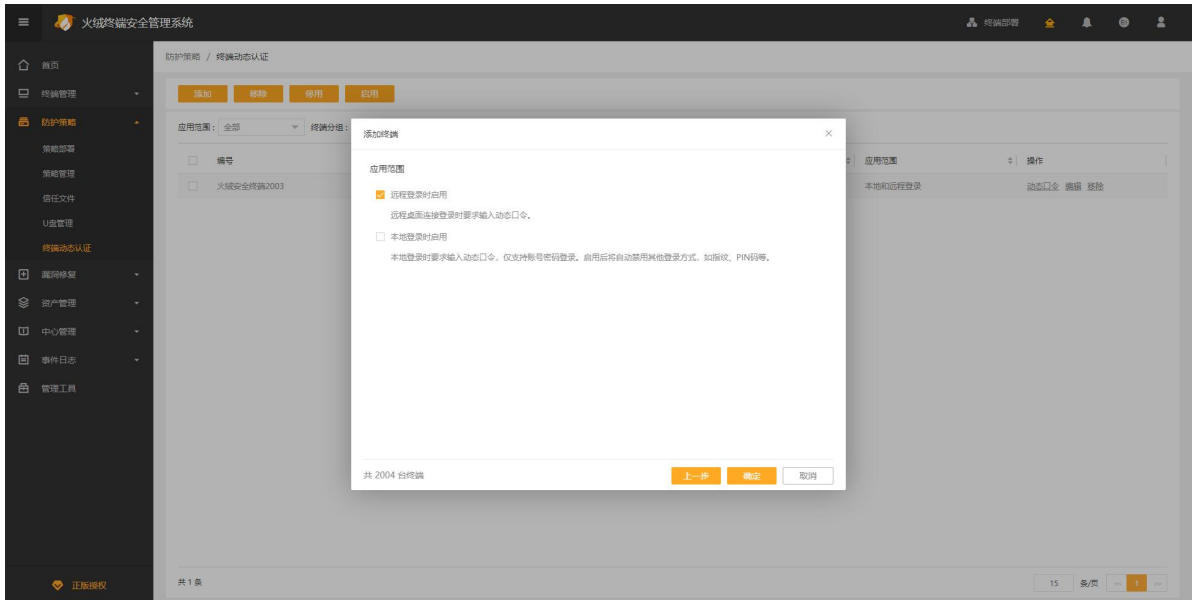 火绒终端安全管理系统
终端部署
首页
终端管理
防护策略
策略部署
策略管理
信任文件
U盘管理
终端动态认证
漏洞修复
资产管理
中心管理
事件日志
管理工具
正版授权
防护策略 / 终端动态认证
添加 移除 停用 启用
应用范围: 全部 终端分组:
编号 应用范围 操作
火绒安全终端2003 本地和远程登录 动态口令 编辑 移除
添加终端
应用范围
远程登录时启用
远程桌面连接登录时要求输入动态口令。
本地登录时启用
本地登录时要求输入动态口令，仅支持账号密码登录。启用后将自动禁用其他登录方式，如指纹、PIN码等。
共 2004 台终端
上一步 确定 取消
共 1 条
15 条/页 1